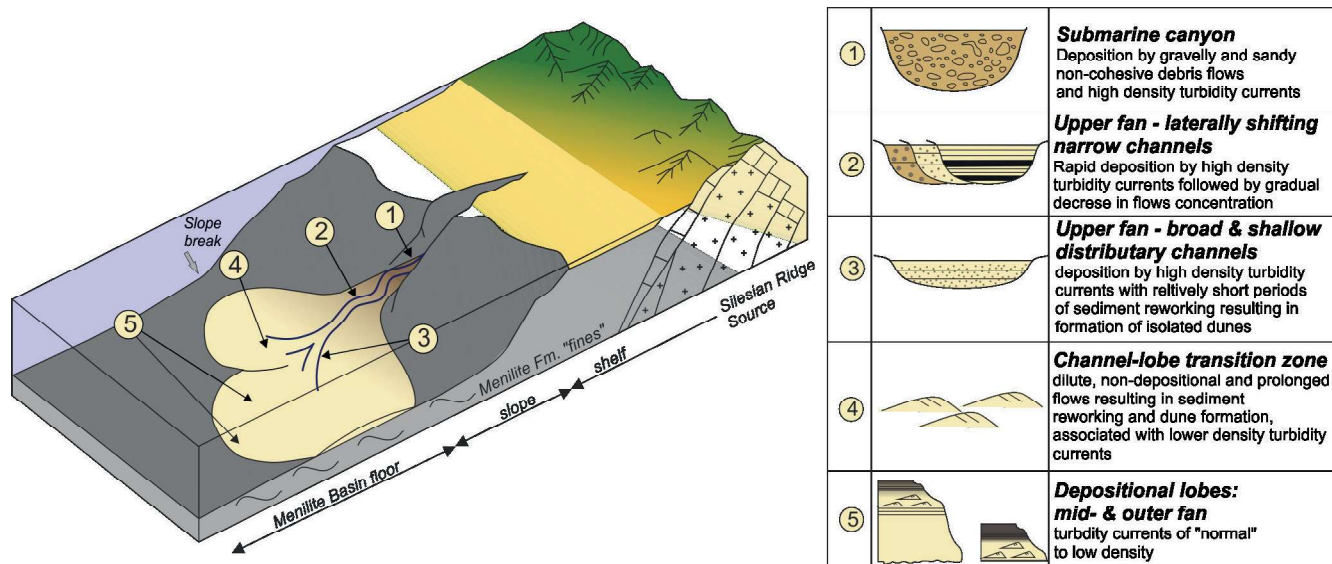 1
2
3
4
5
Slope
break
Silesian Ridge
Source
shelf
slope
Menilite Fm. "fines"
Menilite Basin floor
1
Submarine canyon
Deposition by gravelly and sandy
non-cohesive debris flows
and high density turbidity currents
2
Upper fan - laterally shifting
narrow channels
Rapid deposition by high density
turbidity currents followed by gradual
decrese in flows concentration
3
Upper fan - broad & shallow
distributary channels
deposition by high density turbidity
currents with reltively short periods
of sediment reworking resulting in
formation of isolated dunes
4
Channel-lobe transition zone
dilute, non-depositional and prolonged
flows resulting in sediment
reworking and dune formation,
associated with lower density turbidity
currents
5
Depositional lobes:
mid- & outer fan
turbdity currents of "normal"
to low density